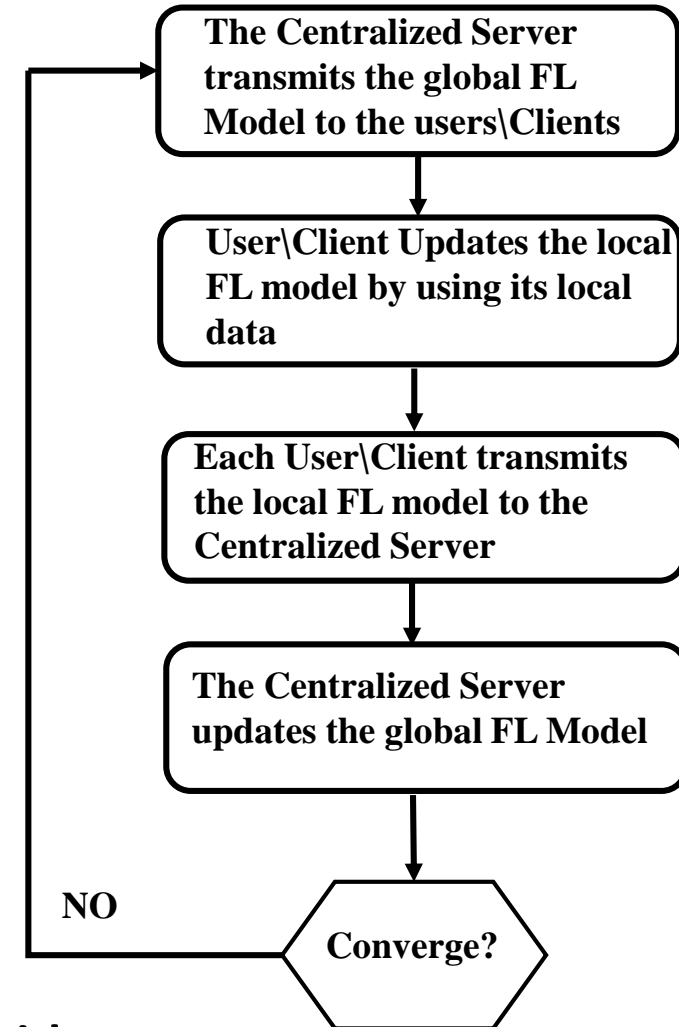 The Centralized Server
transmits the global FL
Model to the users\Clients
User\Client Updates the local
FL model by using its local
data
Each User\Client transmits
the local FL model to the
Centralized Server
The Centralized Server
updates the global FL Model
NO
Converge?